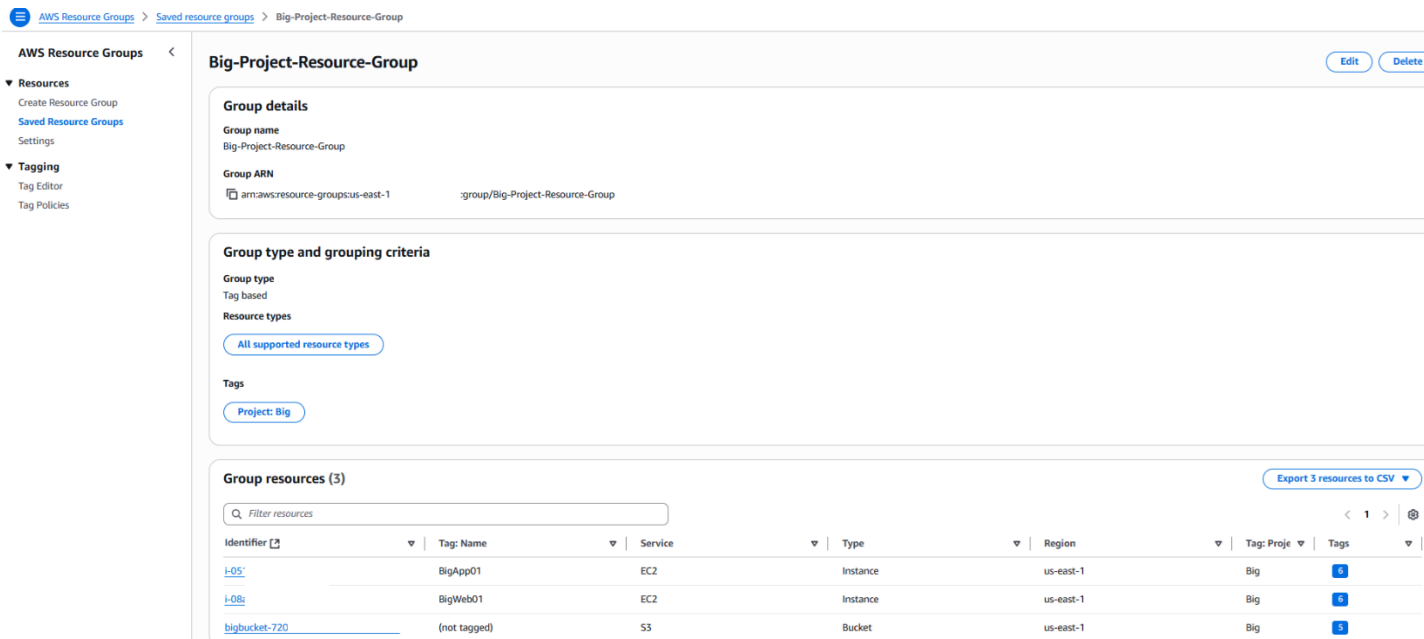 AWS Resource Groups > Saved resource groups > Big-Project-Resource-Group
AWS Resource Groups
Resources
Create Resource Group
Saved Resource Groups
Settings
Tagging
Tag Editor
Tag Policies
Big-Project-Resource-Group
Edit Delete
Group details
Group name
Big-Project-Resource-Group
Group ARN
arn:aws:resource-groups:us-east-1 :group/Big-Project-Resource-Group
Group type and grouping criteria
Group type
Tag based
Resource types
All supported resource types
Tags
Project: Big
Group resources (3)
Export 3 resources to CSV
Filter resources
1
Identifier Tag: Name Service Type Region Tag: Proje Tags
i-05 BigApp01 EC2 Instance us-east-1 Big 6
i-08 BigWeb01 EC2 Instance us-east-1 Big 6
bigbucket-720 (not tagged) S3 Bucket us-east-1 Big 5